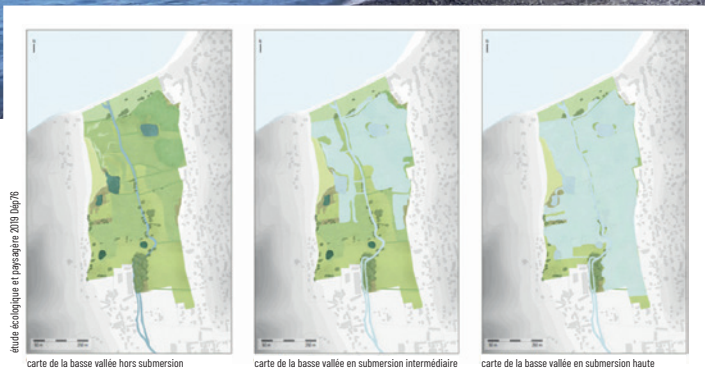 étude écologique et paysagère 2019 Dép76
carte de la basse vallée hors submersion
carte de la basse vallée en submersion intermédiaire
carte de la basse vallée en submersion haute